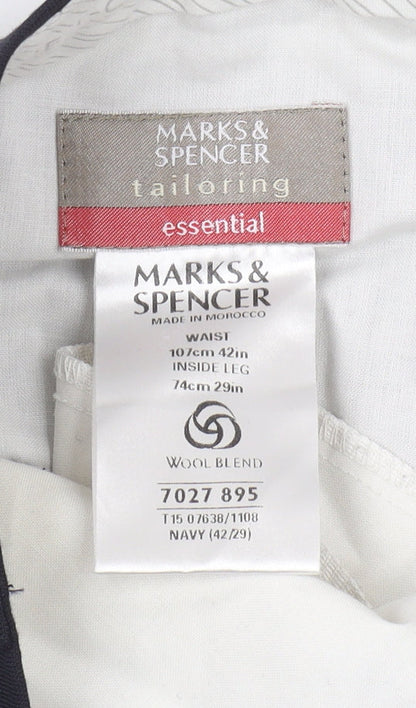 MARKS &
SPENCER
tailoring
essential
MARKS &
SPENCER
MADE IN MOROCCO
WAIST
107cm 42in
INSIDE LEG
74cm 29in
WOOL BLEND
7027 895
T15 07638/1108
NAVY (42/29)